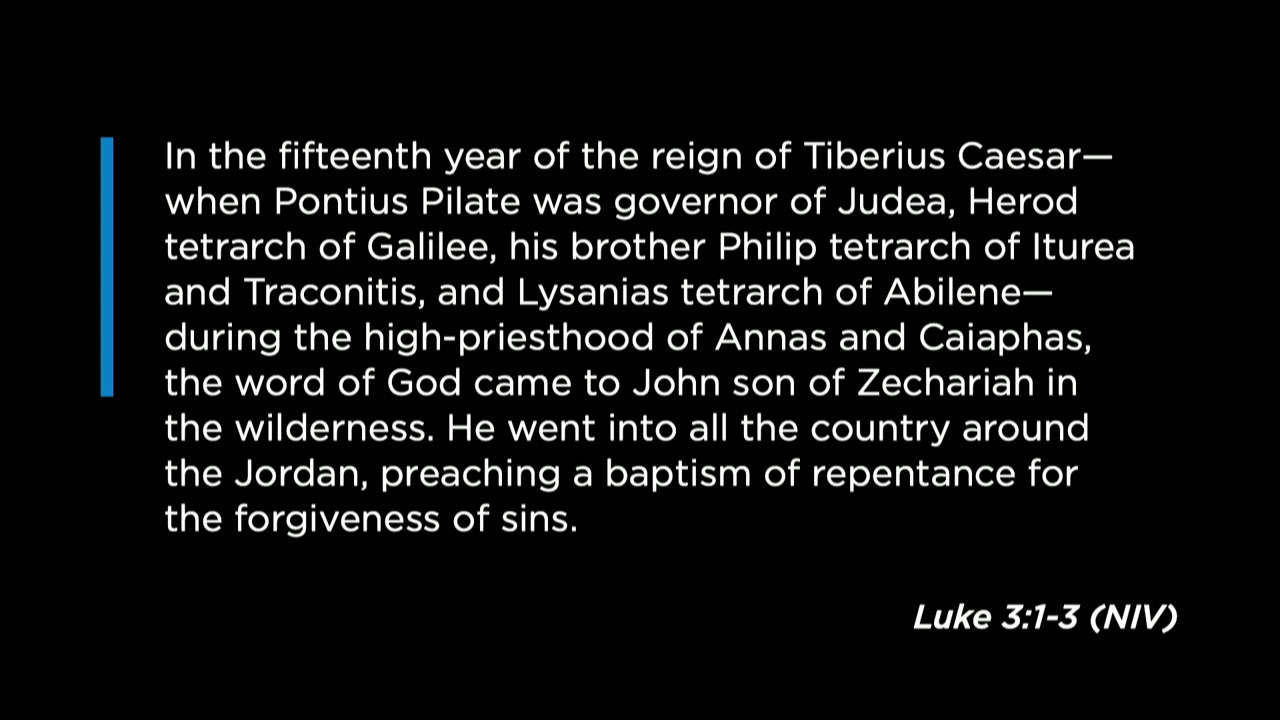 In the fifteenth year of the reign of Tiberius Caesar—
when Pontius Pilate was governor of Judea, Herod
tetrarch of Galilee, his brother Philip tetrarch of Iturea
and Traconitis, and Lysanias tetrarch of Abilene—
during the high-priesthood of Annas and Caiaphas,
the word of God came to John son of Zechariah in
the wilderness. He went into all the country around
the Jordan, preaching a baptism of repentance for
the forgiveness of sins.
Luke 3:1-3 (NIV)